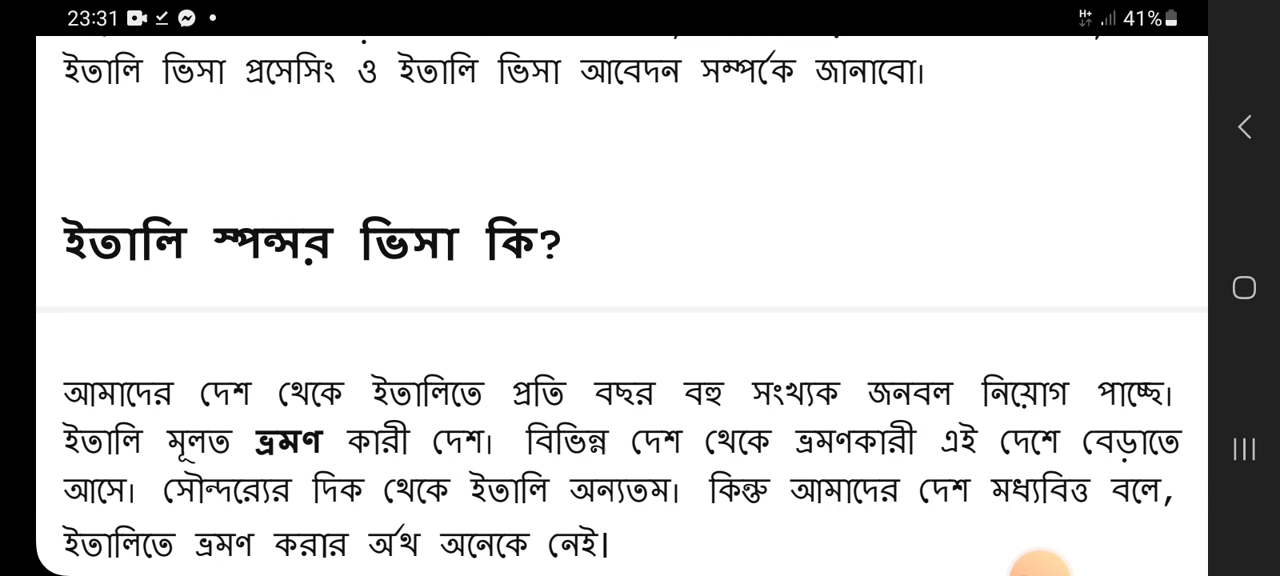 23:31
H+ 41%
ইতালি ভিসা প্রসেসিং ও ইতালি ভিসা আবেদন সম্পর্কে জানাবো।
ইতালি স্পন্সর ভিসা কি?
আমাদের দেশ থেকে ইতালিতে প্রতি বছর বহু সংখ্যক জনবল নিয়োগ পাচ্ছে।
ইতালি মূলত ভ্রমণ কারী দেশ। বিভিন্ন দেশ থেকে ভ্রমণকারী এই দেশে বেড়াতে
আসে। সৌন্দর্যের দিক থেকে ইতালি অন্যতম। কিন্তু আমাদের দেশ মধ্যবিত্ত বলে,
ইতালিতে ভ্রমণ করার অর্থ অনেকে নেই।